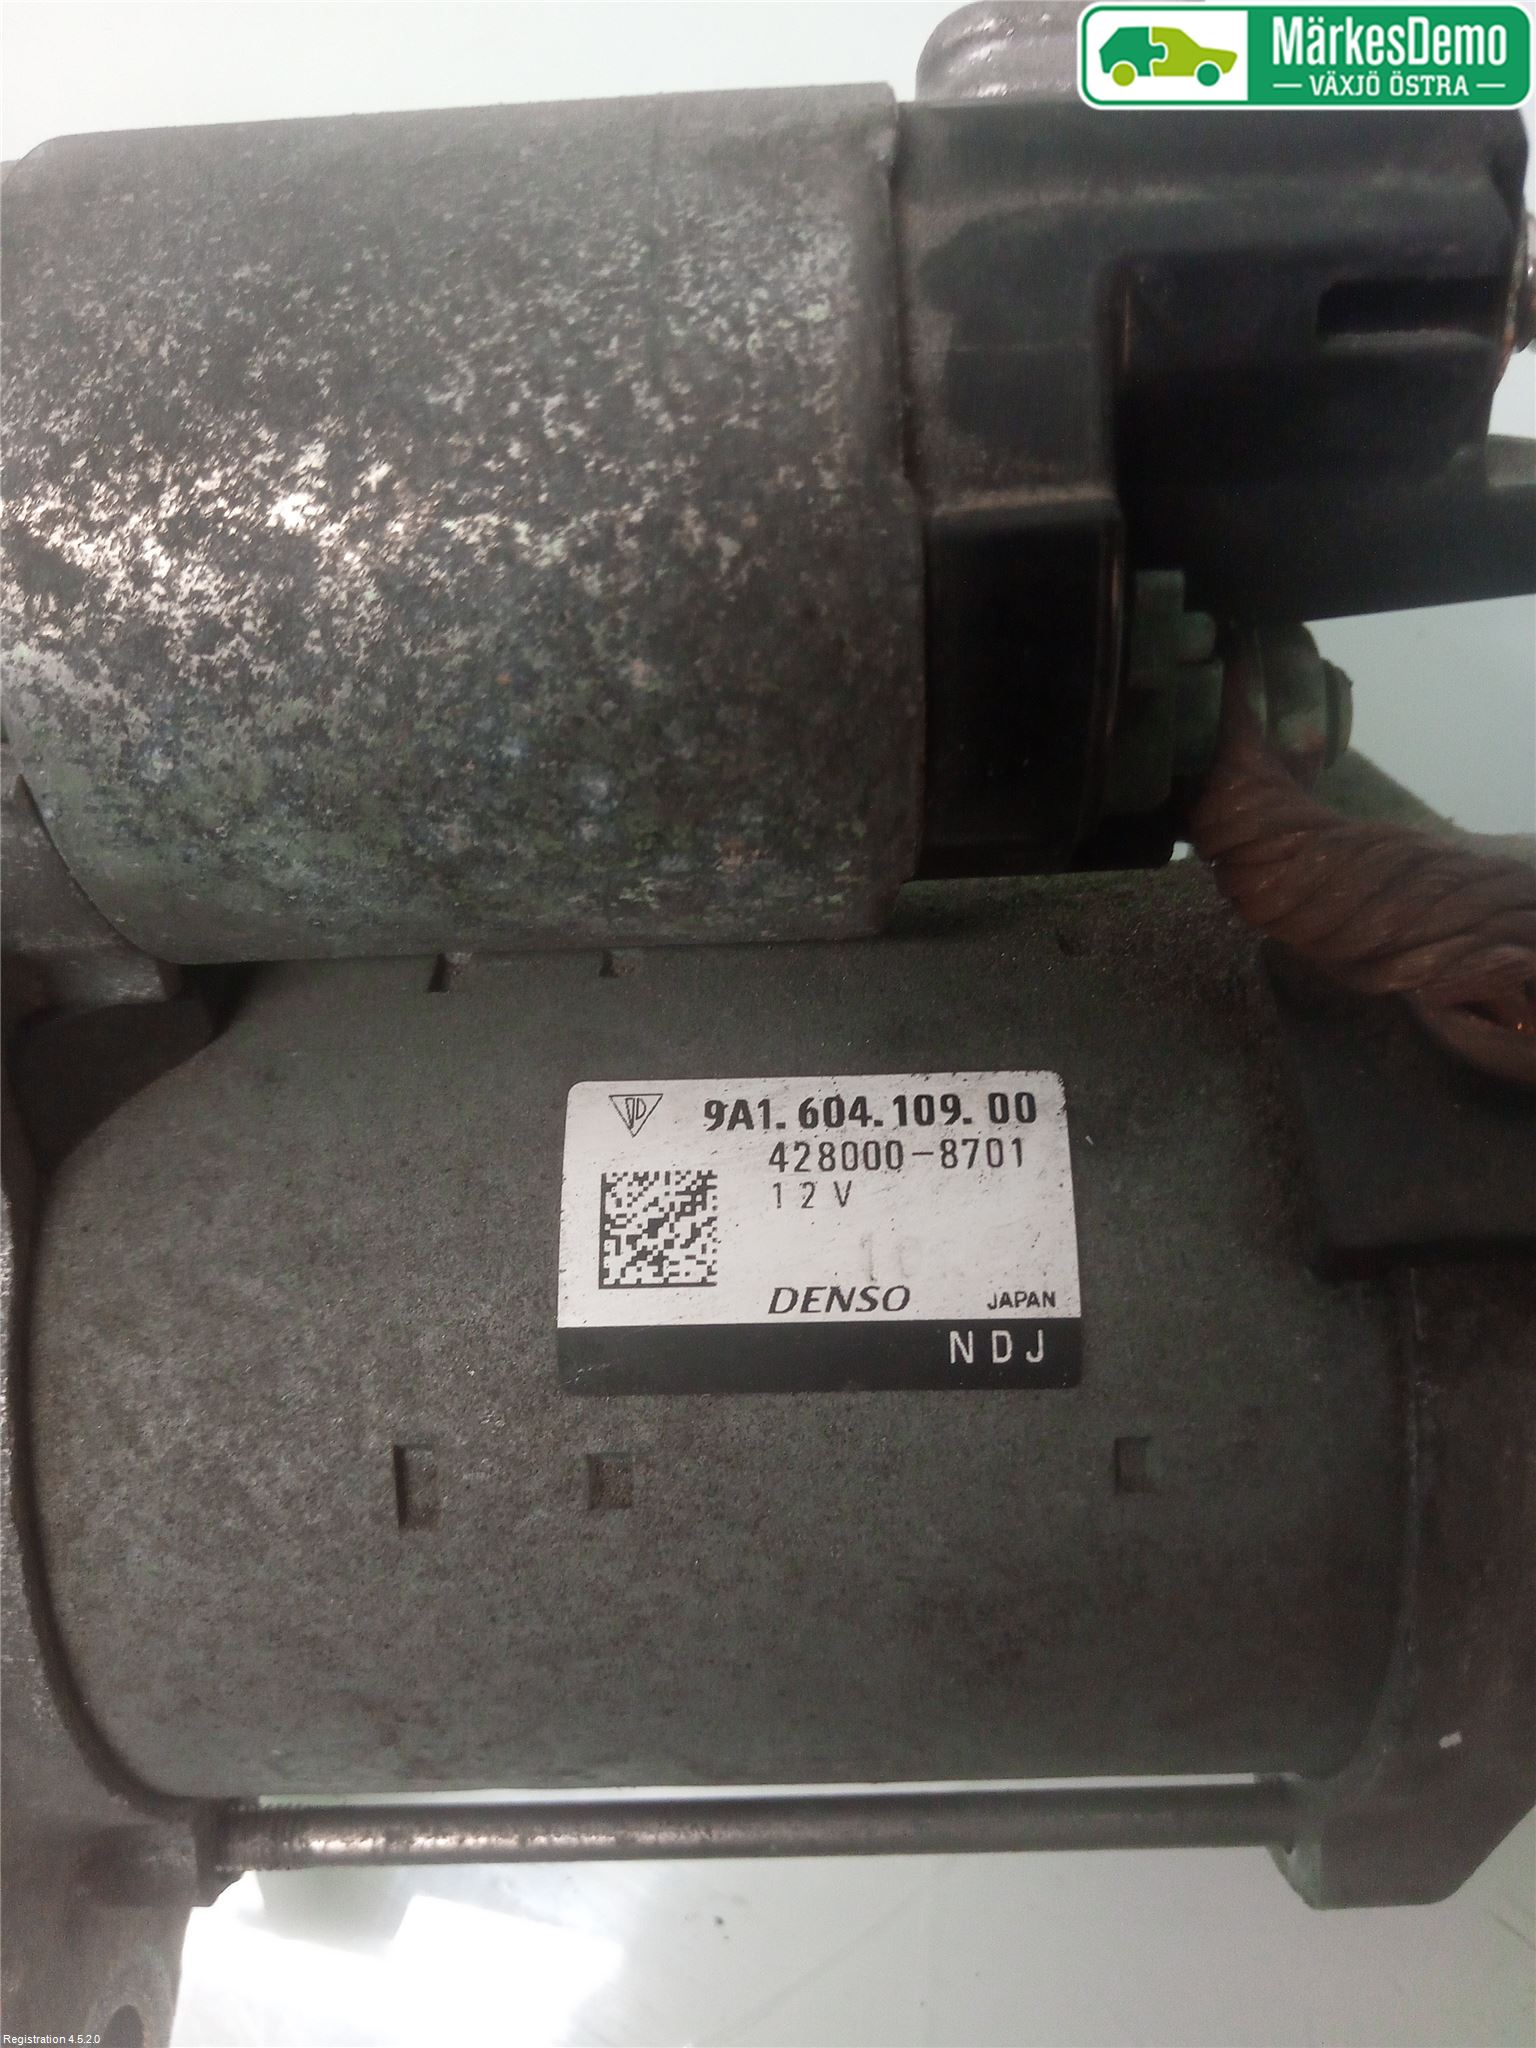 MärkesDemo
VÄXJÖ ÖSTRA
9A1.604.109.00
428000-8701
12V
DENSO
JAPAN
NDJ
Registration 4.5.2.0